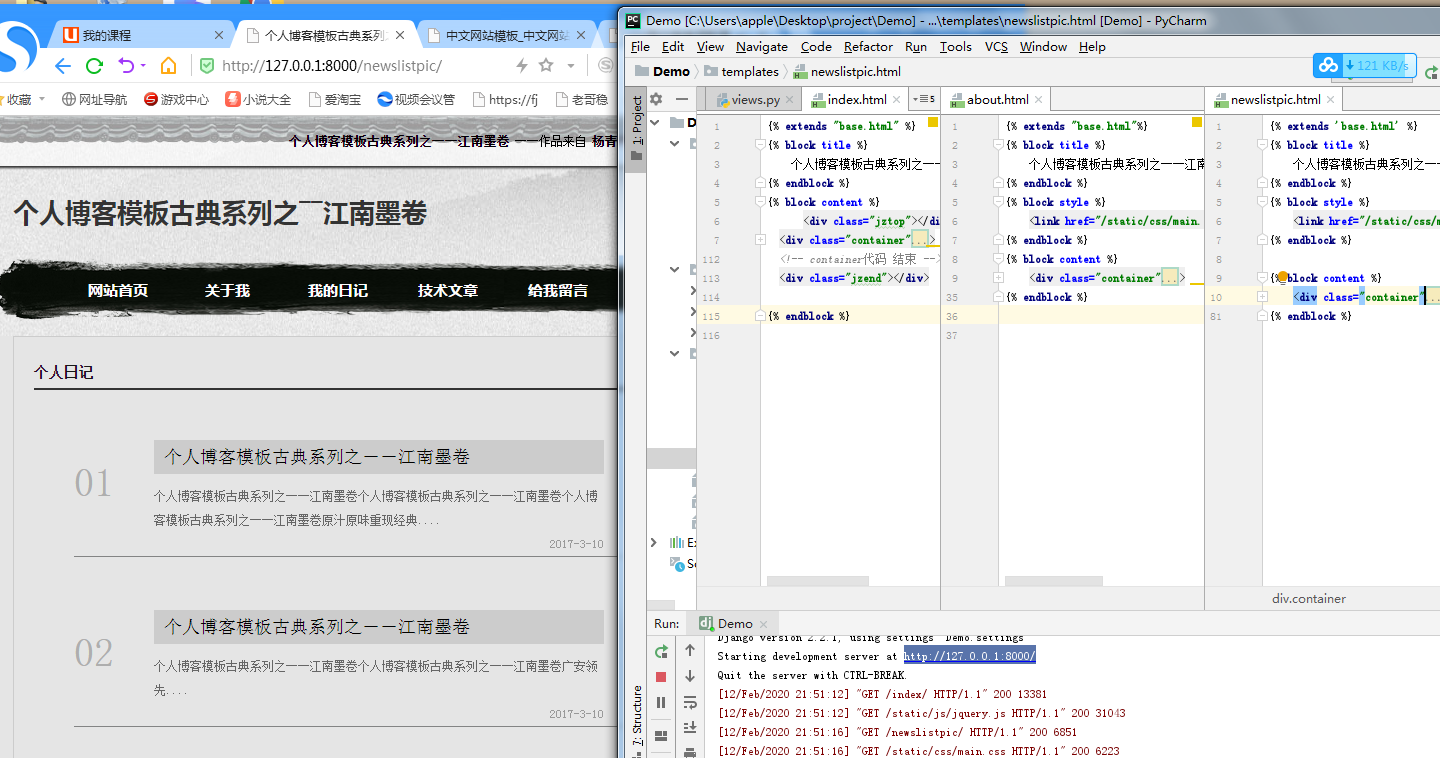 我的课程
个人博客模板古典系列
中文网站模板_中文网站
http://127.0.0.1:8000/newslistpic/
收藏
网址导航
游戏中心
小说大全
爱淘宝
视频会议管
https://fj
老哥稳
个人博客模板古典系列之——江南墨卷 ——作品来自 杨青
个人博客模板古典系列之——江南墨卷
网站首页
关于我
我的日记
技术文章
给我留言
个人日记
01
个人博客模板古典系列之——江南墨卷
个人博客模板古典系列之——江南墨卷个人博客模板古典系列之——江南墨卷个人博
客模板古典系列之——江南墨卷原汁原味重现经典....
2017-3-10
02
个人博客模板古典系列之——江南墨卷
个人博客模板古典系列之——江南墨卷个人博客模板古典系列之——江南墨卷广安领
先....
2017-3-10
Demo [C:\Users\apple\Desktop\project\Demo] - ...\templates\newslistpic.html [Demo] - PyCharm
File Edit View Navigate Code Refactor Run Tools VCS Window Help
Demo
templates
newslistpic.html
121 KB/s
1: Project
views.py
index.html
5
about.html
newslistpic.html
1 {% extends "base.html" %}
2 {% block title %}
3 个人博客模板古典系列之——
4 {% endblock %}
5 {% block content %}
6 <div class="jztop"></di
7 <div class="container"...>
112 <!-- container代码 结束 --
113 <div class="jzend"></div>
114
115 {% endblock %}
116
1 {% extends "base.html"%}
2 {% block title %}
3 个人博客模板古典系列之——江南
4 {% endblock %}
5 {% block style %}
6 <link href="/static/css/main.
7 {% endblock %}
8 {% block content %}
9 <div class="container"...>
35 {% endblock %}
36
37
1 {% extends 'base.html' %}
2 {% block title %}
3 个人博客模板古典系列之——江南墨卷
4 {% endblock %}
5 {% block style %}
6 <link href="/static/css/m
7 {% endblock %}
8
9 {% block content %}
10 <div class="container"...
81 {% endblock %}
div.container
Run:
Demo
7: Structure
Django version 2.2.1, using settings 'Demo.settings'
Starting development server at http://127.0.0.1:8000/
Quit the server with CTRL-BREAK.
[12/Feb/2020 21:51:12] "GET /index/ HTTP/1.1" 200 13381
[12/Feb/2020 21:51:12] "GET /static/js/jquery.js HTTP/1.1" 200 31043
[12/Feb/2020 21:51:16] "GET /newslistpic/ HTTP/1.1" 200 6851
[12/Feb/2020 21:51:16] "GET /static/css/main.css HTTP/1.1" 200 6223